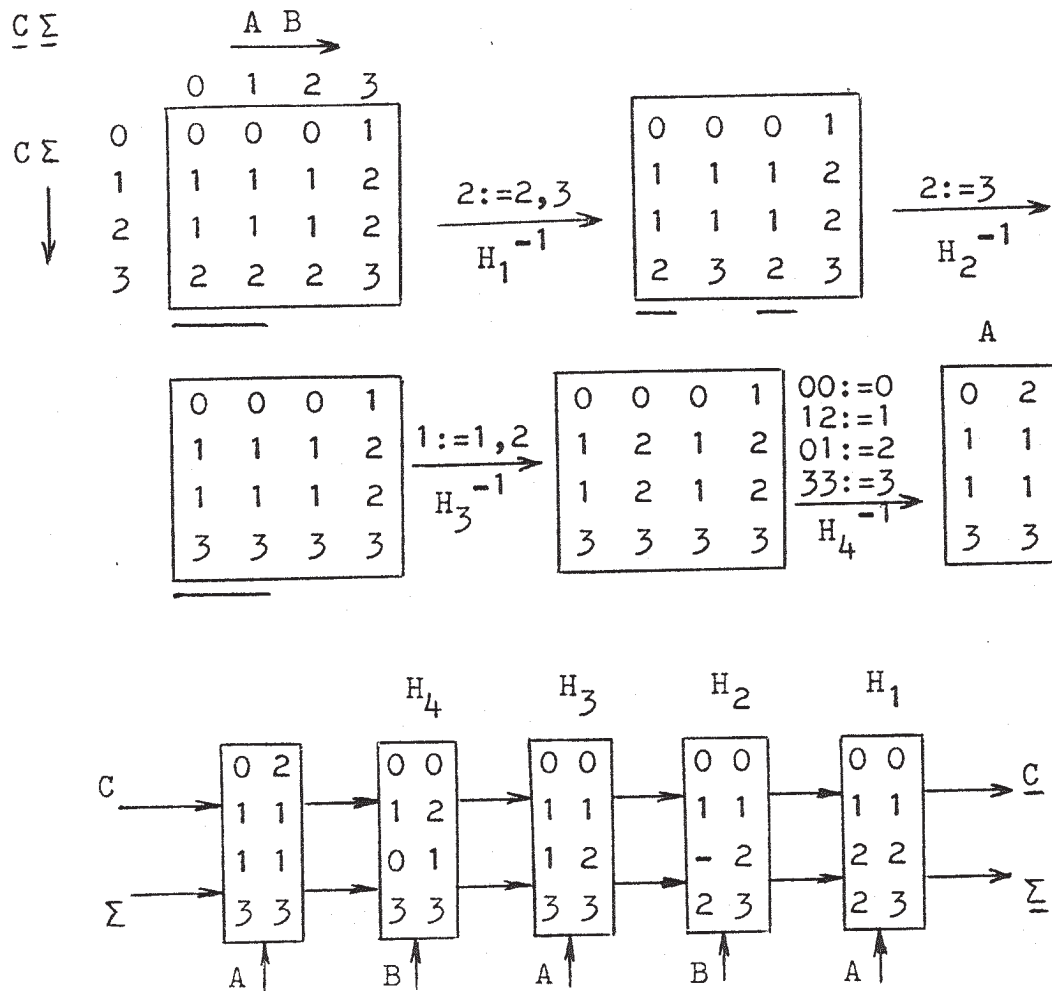 C Σ A B
0 1 2 3
0 0 0 0 1
C Σ 1 1 1 1 2
2 1 1 1 2
3 2 2 2 3
2:=2,3
H1⁻¹
0 0 0 1
1 1 1 2
1 1 1 2
2 3 2 3
2:=3
H2⁻¹
0 0 0 1
1 1 1 2
1 1 1 2
3 3 3 3
1:=1,2
H3⁻¹
0 0 0 1
1 2 1 2
1 2 1 2
3 3 3 3
00:=0
12:=1
01:=2
33:=3
H4⁻¹
A
0 2
1 1
1 1
3 3
H4 H3 H2 H1
C
Σ
0 2
1 1
1 1
3 3
A
0 0
1 2
0 1
3 3
B
0 0
1 1
1 2
3 3
A
0 0
1 1
- 2
2 3
B
0 0
1 1
2 2
2 3
A
C
Σ